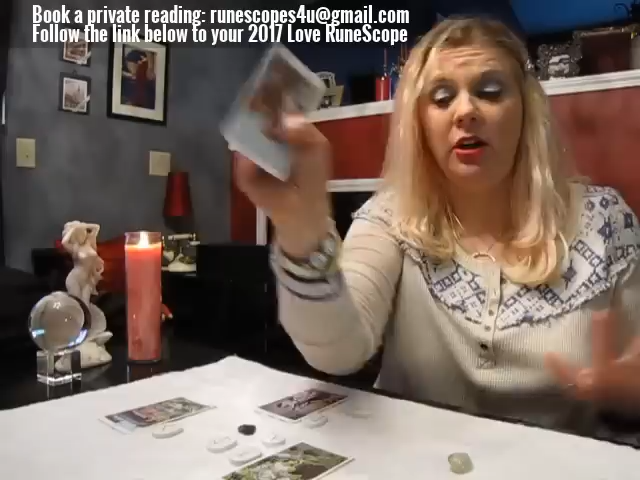 Book a private reading: runescopes4u@gmail.com
Follow the link below to your 2017 Love RuneScope